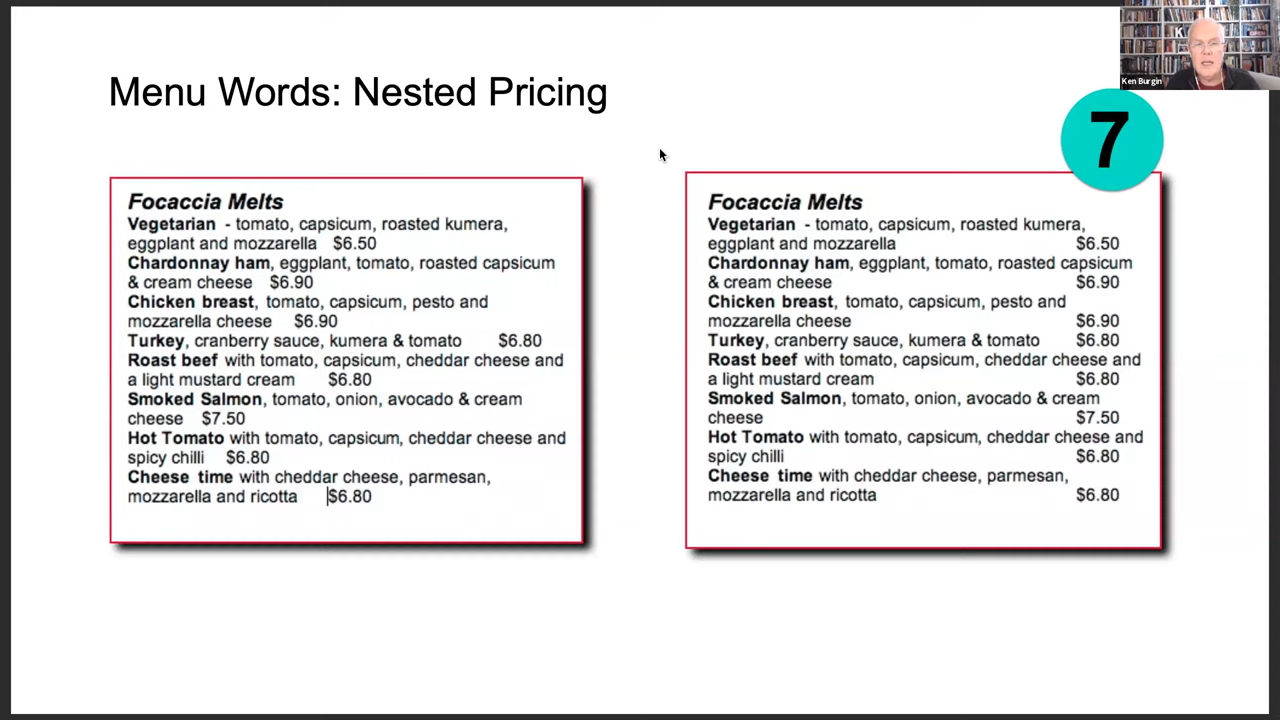 Menu Words: Nested Pricing
Ken Burgin
7
Focaccia Melts
Vegetarian - tomato, capsicum, roasted kumera,
eggplant and mozzarella $6.50
Chardonnay ham, eggplant, tomato, roasted capsicum
& cream cheese $6.90
Chicken breast, tomato, capsicum, pesto and
mozzarella cheese $6.90
Turkey, cranberry sauce, kumera & tomato $6.80
Roast beef with tomato, capsicum, cheddar cheese and
a light mustard cream $6.80
Smoked Salmon, tomato, onion, avocado & cream
cheese $7.50
Hot Tomato with tomato, capsicum, cheddar cheese and
spicy chilli $6.80
Cheese time with cheddar cheese, parmesan,
mozzarella and ricotta $6.80
Focaccia Melts
Vegetarian - tomato, capsicum, roasted kumera,
eggplant and mozzarella $6.50
Chardonnay ham, eggplant, tomato, roasted capsicum
& cream cheese $6.90
Chicken breast, tomato, capsicum, pesto and
mozzarella cheese $6.90
Turkey, cranberry sauce, kumera & tomato $6.80
Roast beef with tomato, capsicum, cheddar cheese and
a light mustard cream $6.80
Smoked Salmon, tomato, onion, avocado & cream
cheese $7.50
Hot Tomato with tomato, capsicum, cheddar cheese and
spicy chilli $6.80
Cheese time with cheddar cheese, parmesan,
mozzarella and ricotta $6.80